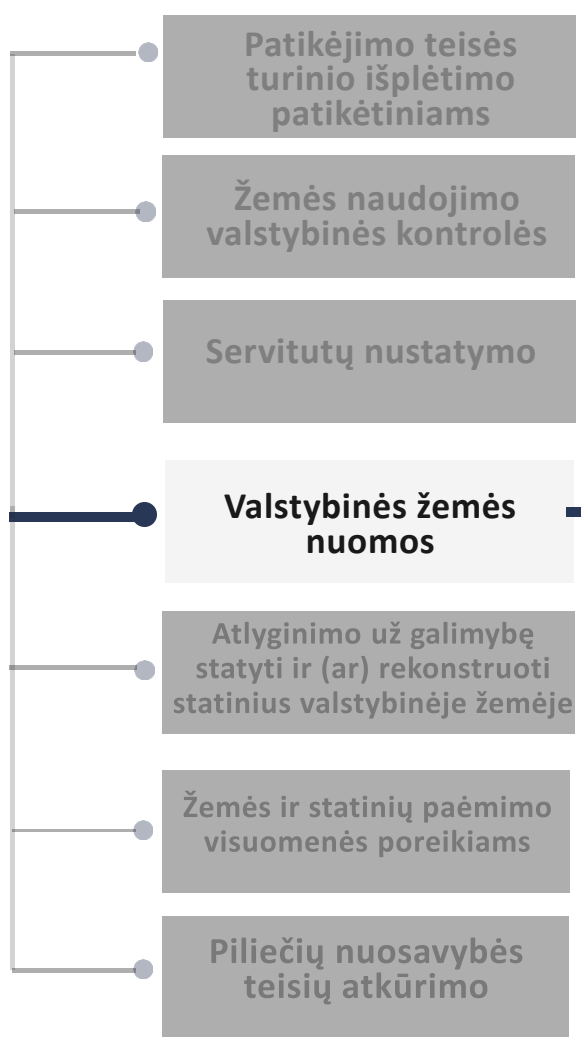 Patikėjimo teisės
turinio išplėtimo
patikėtiniams
Žemės naudojimo
valstybinės kontrolės
Servitutų nustatymo
Valstybinės žemės
nuomos
Atlyginimo už galimybę
statyti ir (ar) rekonstruoti
statinius valstybinėje žemėje
Žemės ir statinių paėmimo
visuomenės poreikiams
Piliečių nuosavybės
teisių atkūrimo